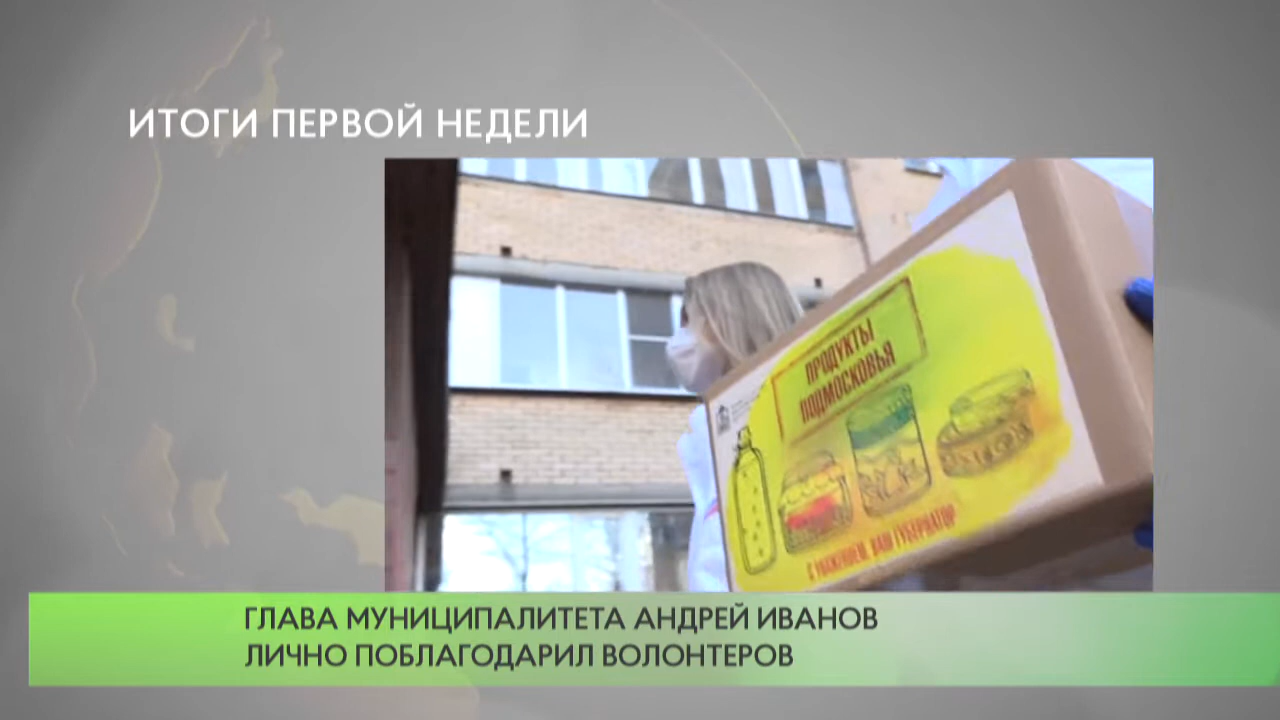 ИТОГИ ПЕРВОЙ НЕДЕЛИ
ПРОДУКТЫ
ПОДМОСКОВЬЯ
С УВАЖЕНИЕМ, ВАШ ГУБЕРНАТОР
ГЛАВА МУНИЦИПАЛИТЕТА АНДРЕЙ ИВАНОВ
ЛИЧНО ПОБЛАГОДАРИЛ ВОЛОНТЕРОВ